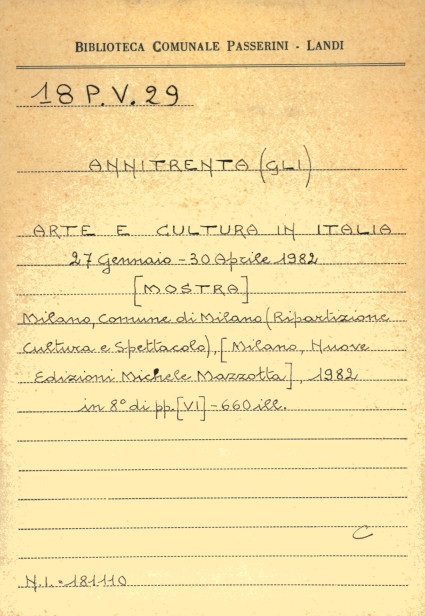 BIBLIOTECA COMUNALE PASSERINI - LANDI
18 P.V. 29
ANNITRENTA (GLI)
ARTE E CULTURA IN ITALIA
27 Gennaio - 30 Aprile 1982
[MOSTRA]
Milano, Comune di Milano (Ripartizione
Cultura e Spettacolo), [Milano, Nuove
Edizioni Michele Mazzotta], 1982
in 8° di pp. [VI] - 660 ill.
C
N.I. - 181110